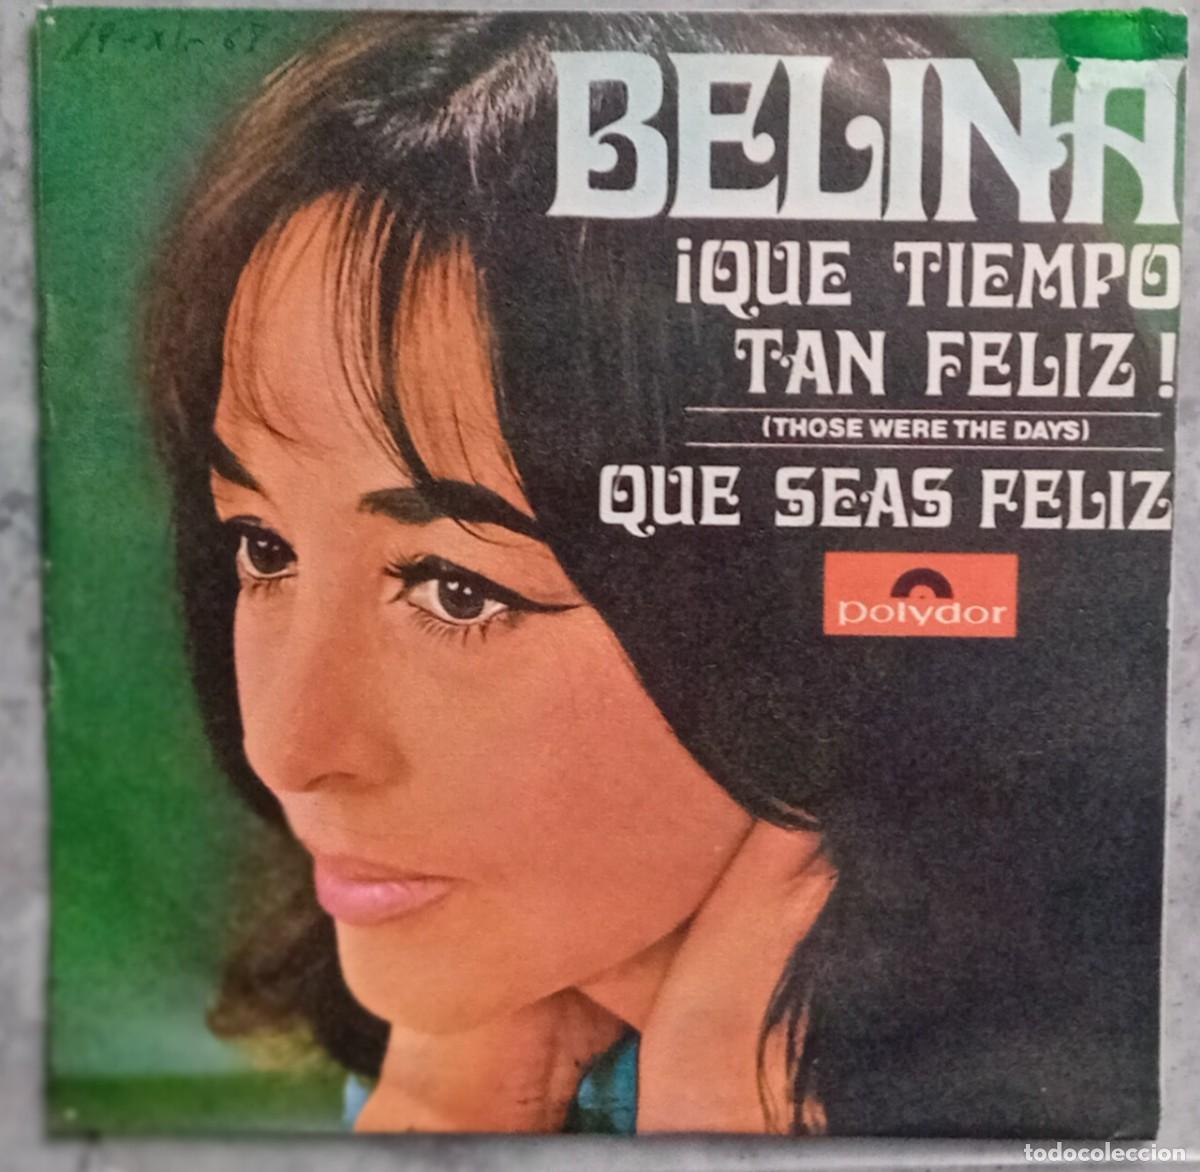 19-XI-68
BELINA
¡QUE TIEMPO
TAN FELIZ!
(THOSE WERE THE DAYS)
QUE SEAS FELIZ
polydor
todocoleccion